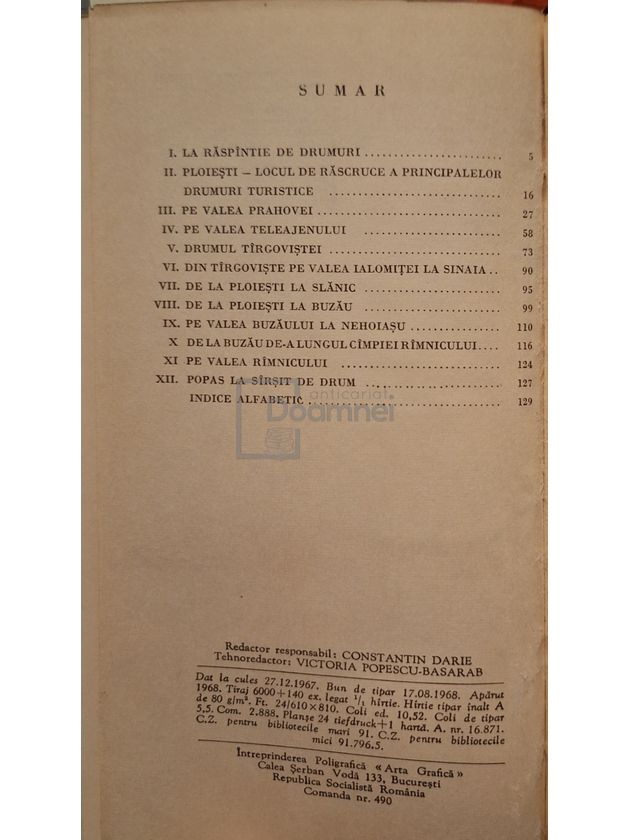 SUMAR
I. LA RĂSPÎNTIE DE DRUMURI .......................... 5
II. PLOIEȘTI – LOCUL DE RĂSCRUCE A PRINCIPALELOR
DRUMURI TURISTICE .......................... 16
III. PE VALEA PRAHOVEI .......................... 27
IV. PE VALEA TELEAJENULUI .......................... 58
V. DRUMUL TÎRGOVIȘTEI .......................... 73
VI. DIN TÎRGOVIȘTE PE VALEA IALOMIȚEI LA SINAIA .. 90
VII. DE LA PLOIEȘTI LA SLĂNIC .......................... 95
VIII. DE LA PLOIEȘTI LA BUZĂU .......................... 99
IX. PE VALEA BUZĂULUI LA NEHOIAȘU .............. 110
X DE LA BUZĂU DE-A LUNGUL CÎMPIEI RÎMNICULUI.... 116
XI PE VALEA RÎMNICULUI .......................... 124
XII. POPAS LA SFÎRȘIT DE DRUM .................... 127
INDICE ALFABETIC .......................... 129
anticariat
Doamnei
Redactor responsabil: CONSTANTIN DARIE
Tehnoredactor: VICTORIA POPESCU-BASARAB
Dat la cules 27.12.1967. Bun de tipar 17.08.1968. Apărut
1968. Tiraj 6000+140 ex. legat 1/1 hîrtie. Hîrtie tipar înalt A
de 80 g/m². Ft. 24/610×810. Coli ed. 10,52. Coli de tipar
5,5. Com. 2.888. Planșe 24 tiefdruck+1 hartă. A. nr. 16.871.
C.Z. pentru bibliotecile mari 91. C.Z. pentru bibliotecile
mici 91.796.5.
Întreprinderea Poligrafică «Arta Grafică»
Calea Șerban Vodă 133, București
Republica Socialistă România
Comanda nr. 490